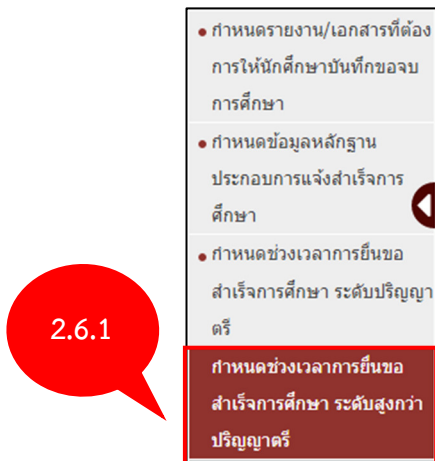 กำหนดรายงาน/เอกสารที่ต้อง
การให้นักศึกษาบันทึกขอจบ
การศึกษา
กำหนดข้อมูลหลักฐาน
ประกอบการแจ้งสำเร็จการ
ศึกษา
กำหนดช่วงเวลาการยื่นขอ
สำเร็จการศึกษา ระดับปริญญา
ตรี
2.6.1
กำหนดช่วงเวลาการยื่นขอ
สำเร็จการศึกษา ระดับสูงกว่า
ปริญญาตรี